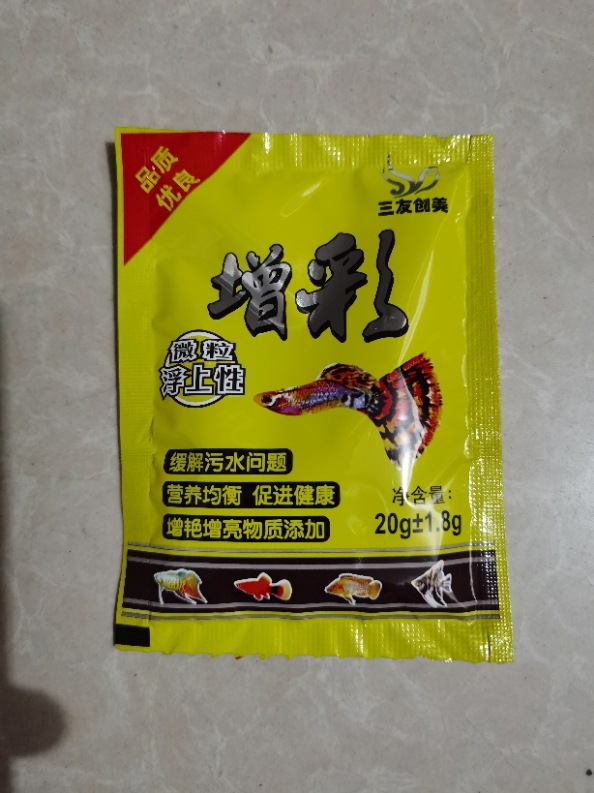 品质
优良
三友创美
增彩
微粒
浮上性
缓解污水问题
营养均衡 促进健康
增艳增亮物质添加
净含量:
20g±1.8g